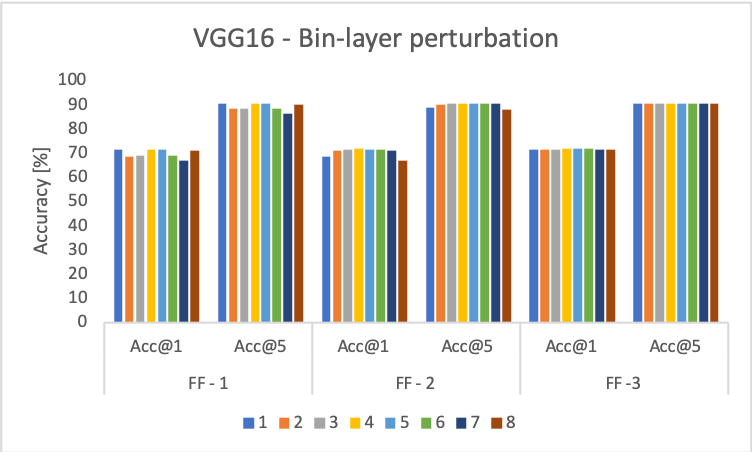 VGG16 - Bin-layer perturbation
Accuracy [%]
100
90
80
70
60
50
40
30
20
10
0
Acc@1 Acc@5 Acc@1 Acc@5 Acc@1 Acc@5
FF - 1 FF - 2 FF -3
1 2 3 4 5 6 7 8